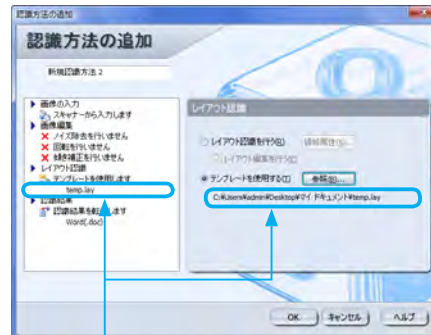 認識方法の追加
認識方法の追加
新規認識方法 2
画像の入力
スキャナーから入力します
画像編集
ノイズ除去を行いません
回転を行いません
傾き補正を行いません
レイアウト認識
テンプレートを使用します
temp.lay
認識結果
認識結果を転送します
Word(.doc)
レイアウト認識
レイアウト認識を行う(R)
領域属性(G)...
レイアウト編集を行う(E)
テンプレートを使用する(T)
参照(B)...
C:¥Users¥admin¥Desktop¥マイ ドキュメント¥temp.lay
OK
キャンセル
ヘルプ